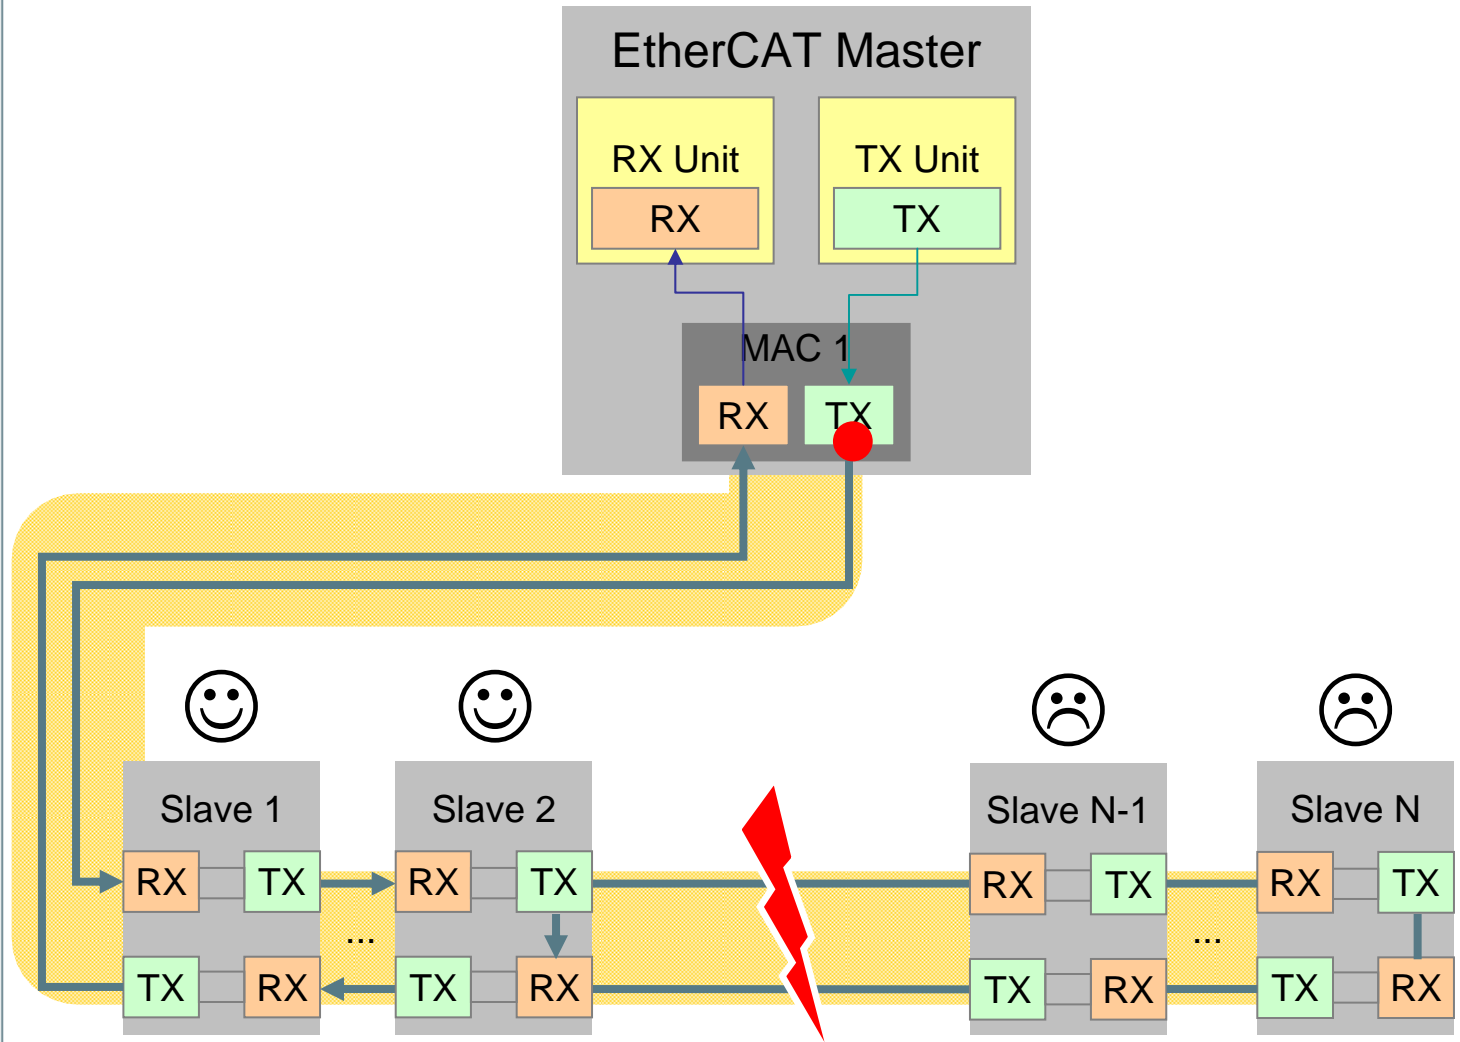 EtherCAT Master
RX Unit TX Unit
RX TX
MAC 1
RX TX
Slave 1 Slave 2 Slave N-1 Slave N
RX TX RX TX RX TX RX TX
... ...
TX RX TX RX TX RX TX RX